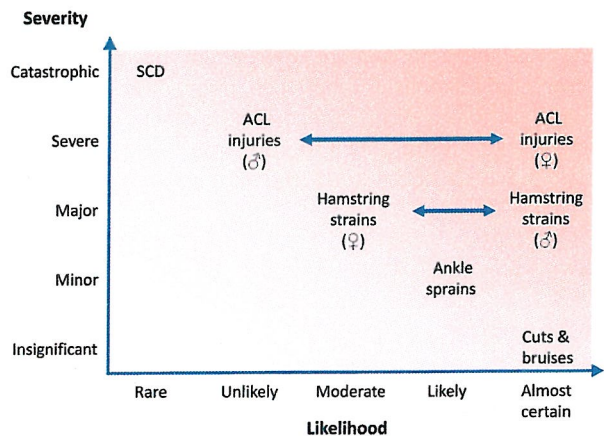 Severity
Catastrophic
SCD
Severe
ACL
injuries
(♂)
ACL
injuries
(♀)
Major
Hamstring
strains
(♀)
Hamstring
strains
(♂)
Minor
Ankle
sprains
Insignificant
Cuts &
bruises
Rare
Unlikely
Moderate
Likely
Almost
certain
Likelihood